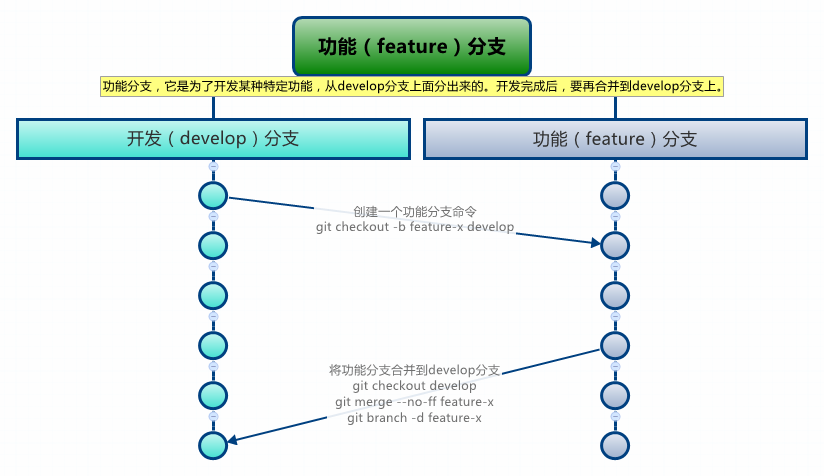 功能（feature）分支
功能分支，它是为了开发某种特定功能，从develop分支上面分出来的。开发完成后，要再合并到develop分支上。
开发（develop）分支
功能（feature）分支
创建一个功能分支命令
git checkout -b feature-x develop
将功能分支合并到develop分支
git checkout develop
git merge --no-ff feature-x
git branch -d feature-x